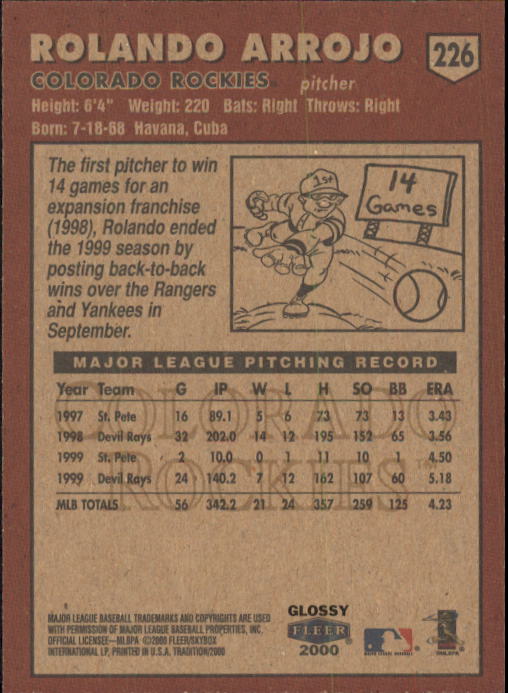 ROLANDO ARROJO
226
COLORADO ROCKIES™ pitcher
Height: 6'4" Weight: 220 Bats: Right Throws: Right
Born: 7-18-68 Havana, Cuba
The first pitcher to win
14 games for an
expansion franchise
(1998), Rolando ended
the 1999 season by
posting back-to-back
wins over the Rangers
and Yankees in
September.
1st
14
Games
MAJOR LEAGUE PITCHING RECORD
Year Team G IP W L H SO BB ERA
1997 St. Pete 16 89.1 5 6 73 73 13 3.43
1998 Devil Rays 32 202.0 14 12 195 152 65 3.56
1999 St. Pete 2 10.0 0 1 11 10 1 4.50
1999 Devil Rays 24 140.2 7 12 162 107 60 5.18
MLB TOTALS 56 342.2 21 24 357 259 125 4.23
COLORADO
ROCKIES™
MAJOR LEAGUE BASEBALL TRADEMARKS AND COPYRIGHTS ARE USED
WITH PERMISSION OF MAJOR LEAGUE BASEBALL PROPERTIES, INC.
OFFICIAL LICENSEE—MLBPA ©2000 FLEER/SKYBOX
INTERNATIONAL LP, PRINTED IN U.S.A. TRADITION/2000
GLOSSY
FLEER
2000